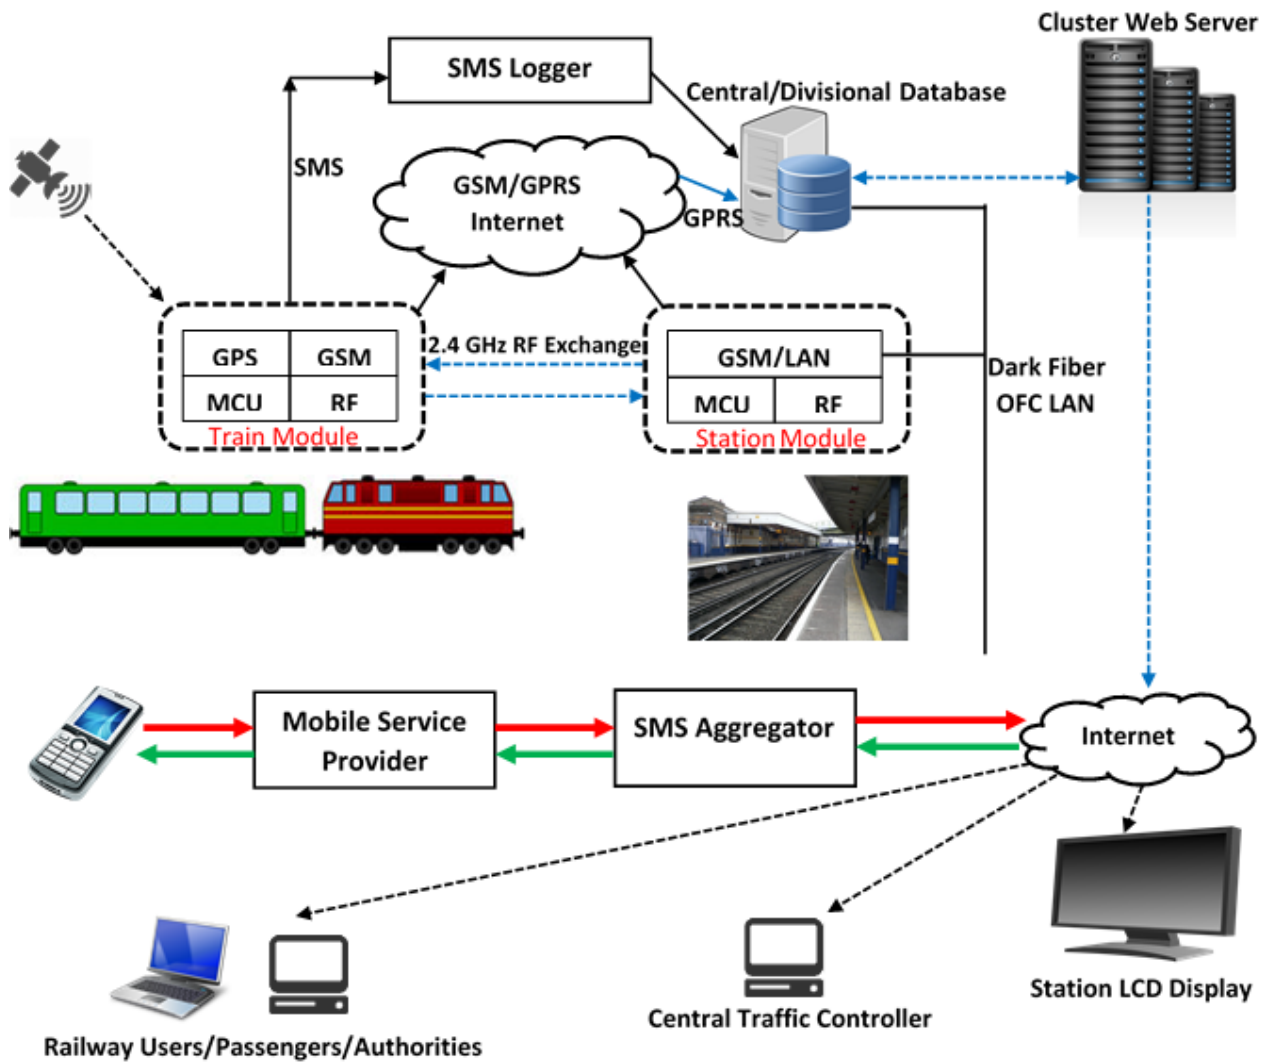 Cluster Web Server
SMS Logger
Central/Divisional Database
SMS
GSM/GPRS
Internet
GPRS
2.4 GHz RF Exchange
GPS
GSM
MCU
RF
Train Module
GSM/LAN
MCU
RF
Station Module
Dark Fiber
OFC LAN
Mobile Service
Provider
SMS Aggregator
Internet
Station LCD Display
Central Traffic Controller
Railway Users/Passengers/Authorities